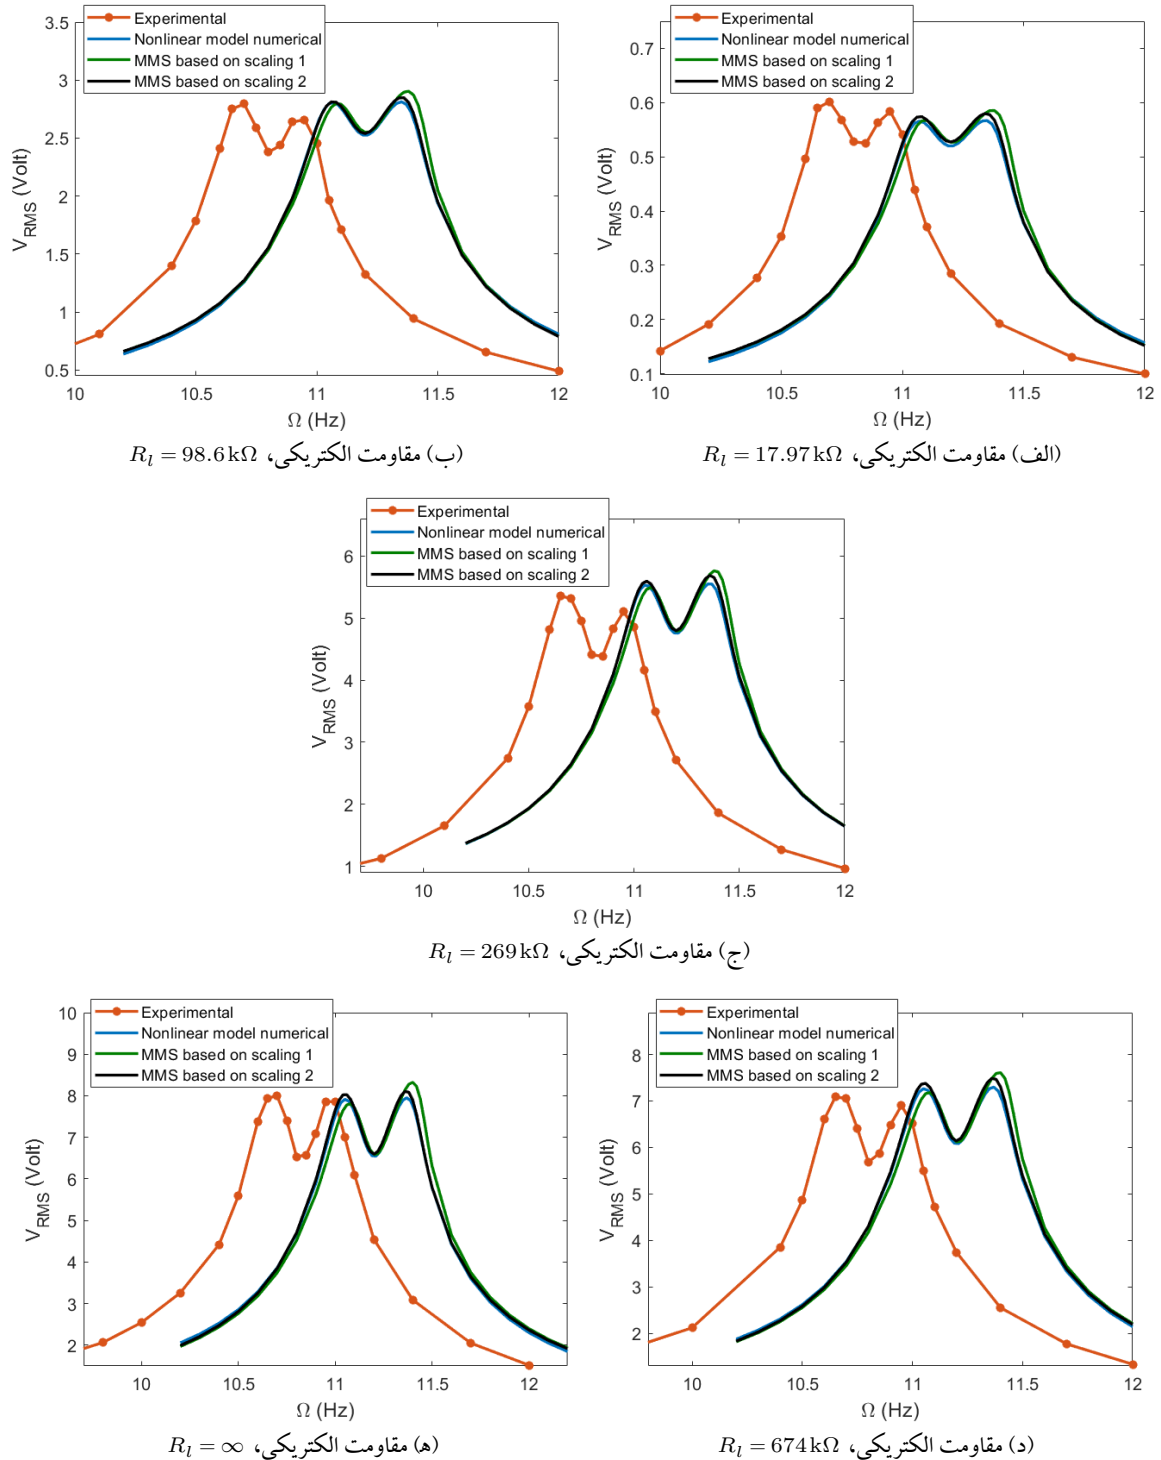 Experimental
Nonlinear model numerical
MMS based on scaling 1
MMS based on scaling 2
0.7
0.6
0.5
0.4
0.3
0.2
0.1
V_RMS (Volt)
10
10.5
11
11.5
12
Ω (Hz)
(الف) مقاومت الکتریکی، R_l = 17.97 kΩ
Experimental
Nonlinear model numerical
MMS based on scaling 1
MMS based on scaling 2
3.5
3
2.5
2
1.5
1
0.5
V_RMS (Volt)
10
10.5
11
11.5
12
Ω (Hz)
(ب) مقاومت الکتریکی، R_l = 98.6 kΩ
Experimental
Nonlinear model numerical
MMS based on scaling 1
MMS based on scaling 2
6
5
4
3
2
1
V_RMS (Volt)
10
10.5
11
11.5
12
Ω (Hz)
(ج) مقاومت الکتریکی، R_l = 269 kΩ
Experimental
Nonlinear model numerical
MMS based on scaling 1
MMS based on scaling 2
8
7
6
5
4
3
2
V_RMS (Volt)
10
10.5
11
11.5
12
Ω (Hz)
(د) مقاومت الکتریکی، R_l = 674 kΩ
Experimental
Nonlinear model numerical
MMS based on scaling 1
MMS based on scaling 2
10
9
8
7
6
5
4
3
2
V_RMS (Volt)
10
10.5
11
11.5
12
Ω (Hz)
(ه) مقاومت الکتریکی، R_l = ∞